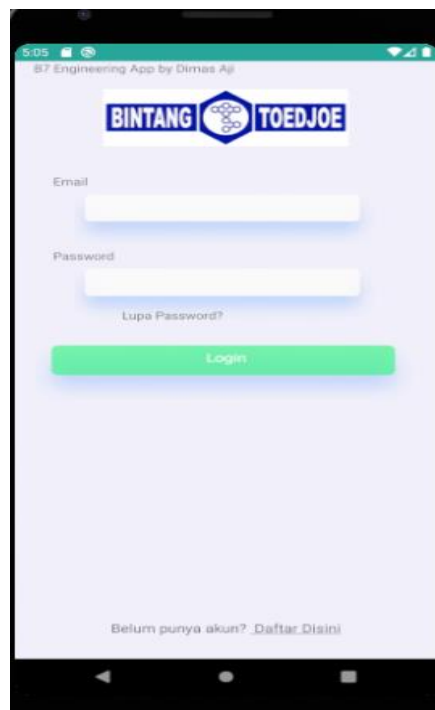 5:05
B7 Engineering App by Dimas Aji
BINTANG TOEDJOE
Email
Password
Lupa Password?
Login
Belum punya akun? Daftar Disini